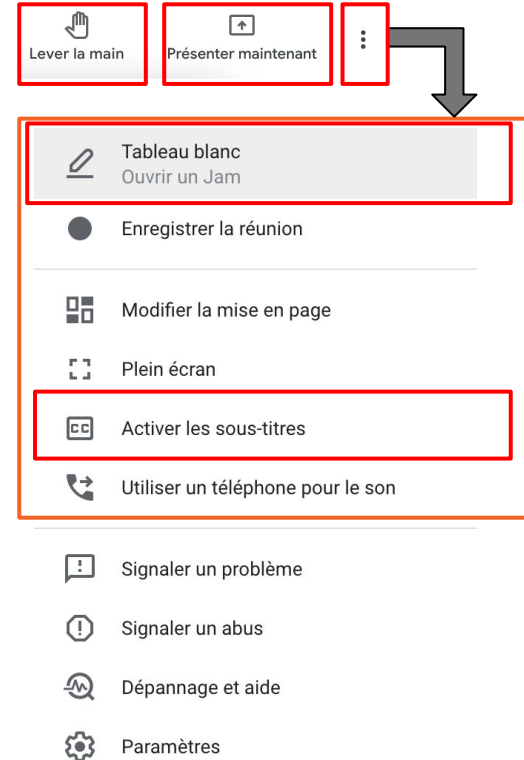 Lever la main
Présenter maintenant
Tableau blanc
Ouvrir un Jam
Enregistrer la réunion
Modifier la mise en page
Plein écran
CC
Activer les sous-titres
Utiliser un téléphone pour le son
Signaler un problème
Signaler un abus
Dépannage et aide
Paramètres